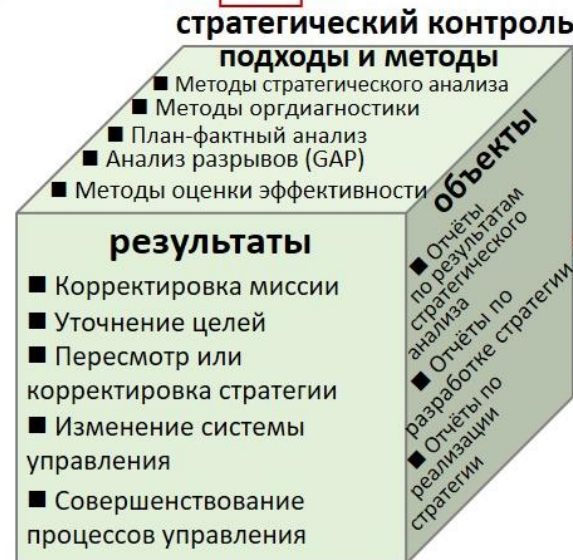 стратегический контроль
подходы и методы
■ Методы стратегического анализа
■ Методы оргдиагностики
■ План-фактный анализ
■ Анализ разрывов (GAP)
■ Методы оценки эффективности
результаты
■ Корректировка миссии
■ Уточнение целей
■ Пересмотр или
корректировка стратегии
■ Изменение системы
управления
■ Совершенствование
процессов управления
объекты
■ Отчёты
по результатам
стратегического
анализа
■ Отчёты по
разработке стратегии
■ Отчёты по
реализации
стратегии